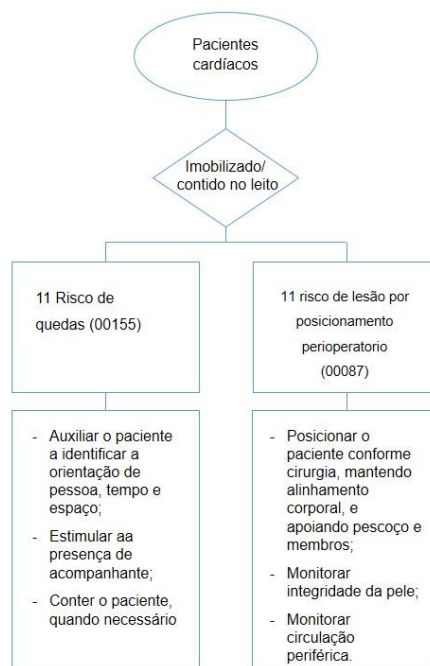 Pacientes
cardíacos
Imobilizado/
contido no leito
11 Risco de
quedas (00155)
11 risco de lesão por
posicionamento
perioperatorio
(00087)
- Auxiliar o paciente
a identificar a
orientação de
pessoa, tempo e
espaço;
- Estimular aa
presença de
acompanhante;
- Conter o paciente,
quando necessário
- Posicionar o
paciente conforme
cirurgia, mantendo
alinhamento
corporal, e
apoiando pescoço e
membros;
- Monitorar
integridade da pele;
- Monitorar
circulação
periférica.